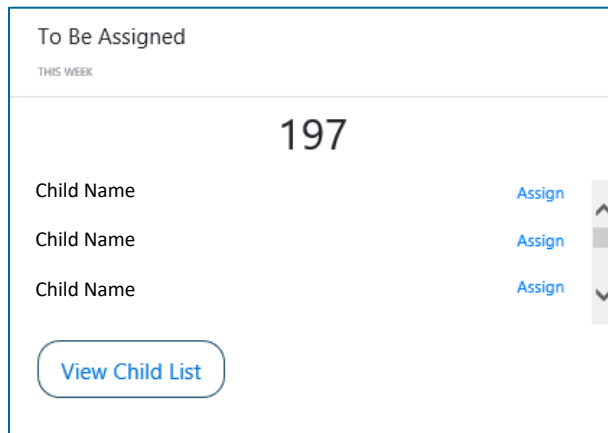 To Be Assigned
THIS WEEK
197
Child Name Assign
Child Name Assign
Child Name Assign
View Child List